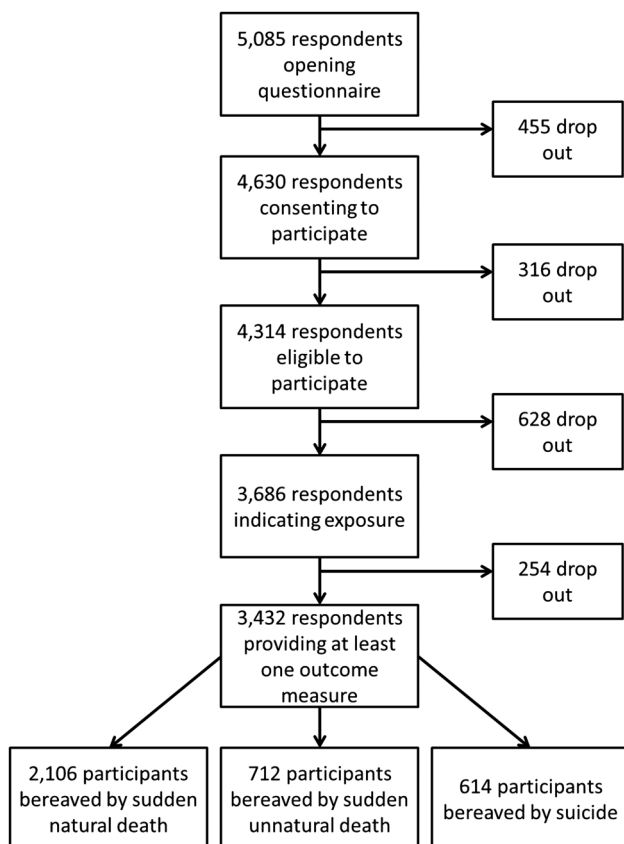 5,085 respondents
opening
questionnaire
455 drop
out
4,630 respondents
consenting to
participate
316 drop
out
4,314 respondents
eligible to
participate
628 drop
out
3,686 respondents
indicating exposure
254 drop
out
3,432 respondents
providing at least
one outcome
measure
2,106 participants
bereaved by sudden
natural death
712 participants
bereaved by sudden
unnatural death
614 participants
bereaved by suicide